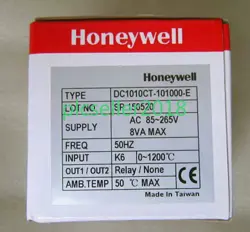 Honeywell
Honeywell
TYPE DC1010CT-101000-E
LOT NO SR 150520
SUPPLY AC 85~265V
8VA MAX
FREQ 50HZ
INPUT K6 0~1200℃
OUT1 / OUT2 Relay / None
AMB.TEMP 50 ℃ MAX
Made in Taiwan